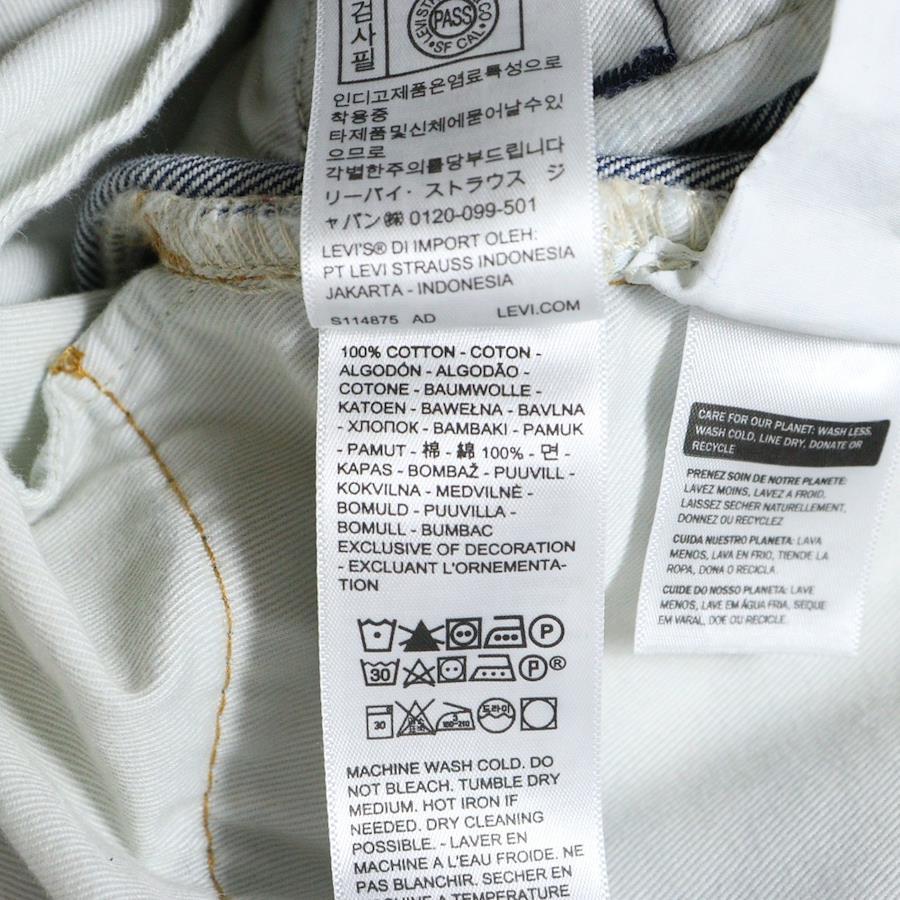 검사필
LEVI STRA
PASS
CO.
SF CAL.
인디고제품은염료특성으로
착용중
타제품및신체에묻어날수있
으므로
각별한주의를당부드립니다
リーバイ・ストラウス ジ
ャパン㈱ 0120-099-501
LEVI'S® DI IMPORT OLEH:
PT LEVI STRAUSS INDONESIA
JAKARTA - INDONESIA
S114875 AD LEVI.COM
100% COTTON - COTON -
ALGODÓN - ALGODÃO -
COTONE - BAUMWOLLE -
KATOEN - BAWEŁNA - BAVLNA
- ХЛОПОК - BAMBAKI - PAMUK
- PAMUT - 棉 - 綿 100% - 면 -
KAPAS - BOMBAŽ - PUUVILL -
KOKVILNA - MEDVILNĖ -
BOMULD - PUUVILLA -
BOMULL - BUMBAC
EXCLUSIVE OF DECORATION
- EXCLUANT L'ORNEMENTA-
TION
P
30 P®
30 3 180-210 드라이
MACHINE WASH COLD. DO
NOT BLEACH. TUMBLE DRY
MEDIUM. HOT IRON IF
NEEDED. DRY CLEANING
POSSIBLE. - LAVER EN
MACHINE A L'EAU FROIDE. NE
PAS BLANCHIR. SECHER EN
MACHINE A TEMPERATURE
CARE FOR OUR PLANET: WASH LESS,
WASH COLD, LINE DRY, DONATE OR
RECYCLE
PRENEZ SOIN DE NOTRE PLANETE:
LAVEZ MOINS, LAVEZ A FROID,
LAISSEZ SECHER NATURELLEMENT,
DONNEZ OU RECYCLEZ
CUIDA NUESTRO PLANETA: LAVA
MENOS, LAVA EN FRIO, TIENDE LA
ROPA, DONA O RECICLA.
CUIDE DO NOSSO PLANETA: LAVE
MENOS, LAVE EM ÁGUA FRIA, SEQUE
EM VARAL, DOE OU RECICLE.